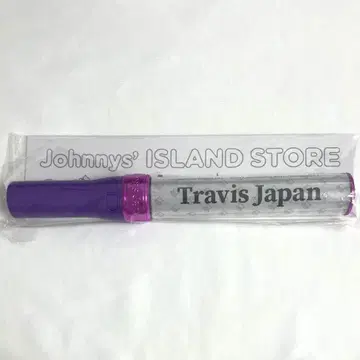 Johnnys' ISLAND STORE
Travis Japan